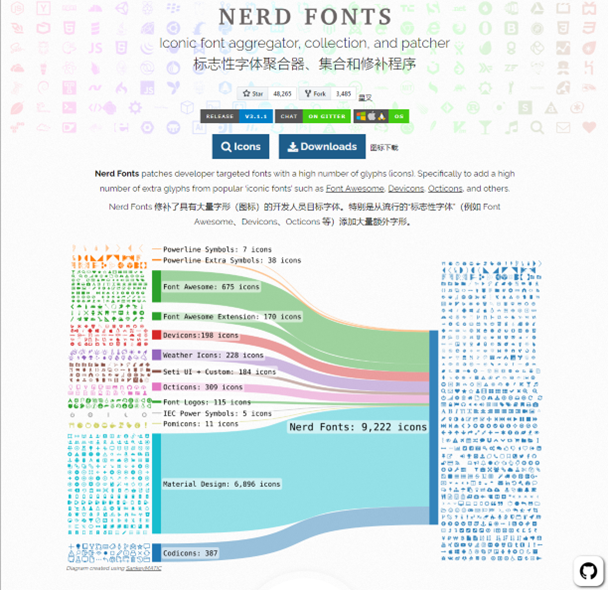 NERD FONTS
Iconic font aggregator, collection, and patcher
标志性字体聚合器、集合和修补程序
Star 48,265 Fork 3,485 星叉
RELEASE V3.1.1 CHAT ON GITTER OS
Icons Downloads 图标下载
Nerd Fonts patches developer targeted fonts with a high number of glyphs (icons). Specifically to add a high
number of extra glyphs from popular 'iconic fonts' such as Font Awesome, Devicons, Octicons, and others.
Nerd Fonts 修补了具有大量字形（图标）的开发人员目标字体。特别是从流行的“标志性字体”（例如 Font
Awesome、Devicons、Octicons 等）添加大量额外字形。
Powerline Symbols: 7 icons
Powerline Extra Symbols: 38 icons
Font Awesome: 675 icons
Font Awesome Extension: 170 icons
Devicons:198 icons
Weather Icons: 228 icons
Seti UI + Custom: 184 icons
Octicons: 309 icons
Font Logos: 115 icons
IEC Power Symbols: 5 icons
Pomicons: 11 icons
Nerd Fonts: 9,222 icons
Material Design: 6,896 icons
Codicons: 387
Diagram created using SankeyMATIC